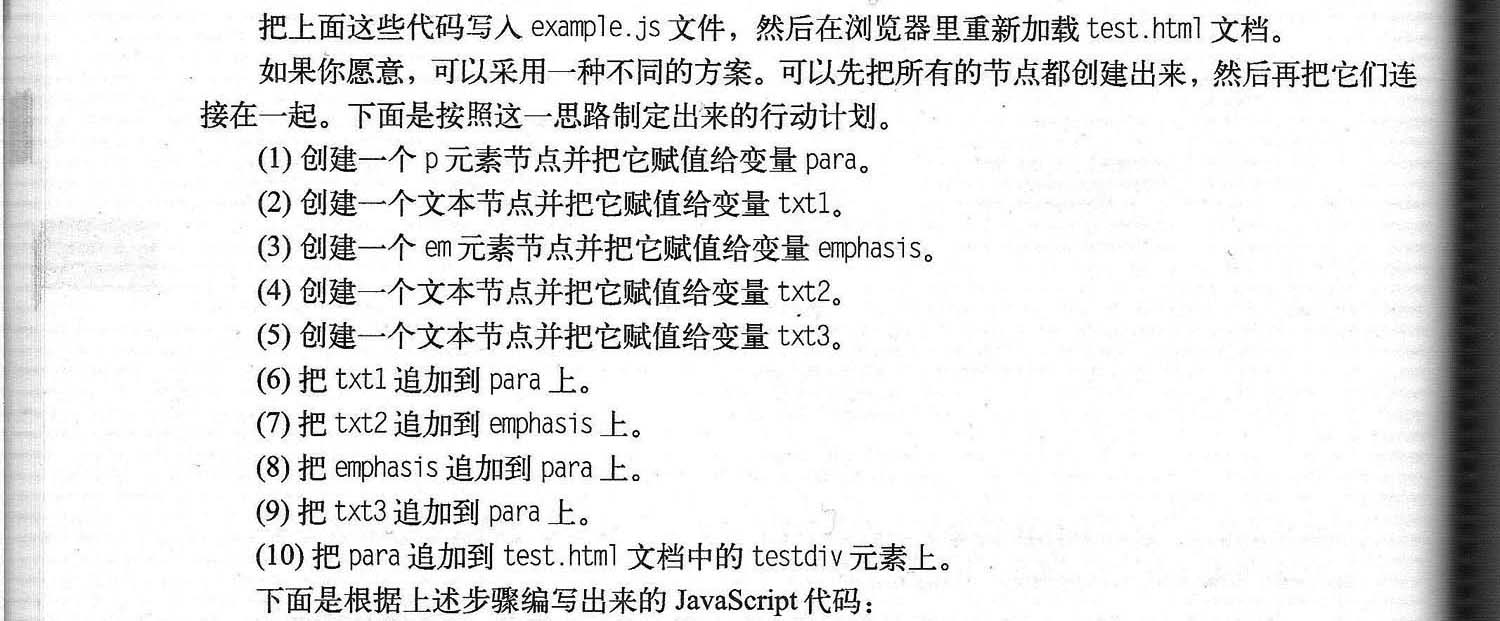 把上面这些代码写入 example.js 文件，然后在浏览器里重新加载 test.html 文档。
如果你愿意，可以采用一种不同的方案。可以先把所有的节点都创建出来，然后再把它们连
接在一起。下面是按照这一思路制定出来的行动计划。
(1) 创建一个 p 元素节点并把它赋值给变量 para。
(2) 创建一个文本节点并把它赋值给变量 txt1。
(3) 创建一个 em 元素节点并把它赋值给变量 emphasis。
(4) 创建一个文本节点并把它赋值给变量 txt2。
(5) 创建一个文本节点并把它赋值给变量 txt3。
(6) 把 txt1 追加到 para 上。
(7) 把 txt2 追加到 emphasis 上。
(8) 把 emphasis 追加到 para 上。
(9) 把 txt3 追加到 para 上。
(10) 把 para 追加到 test.html 文档中的 testdiv 元素上。
下面是根据上述步骤编写出来的 JavaScript 代码：